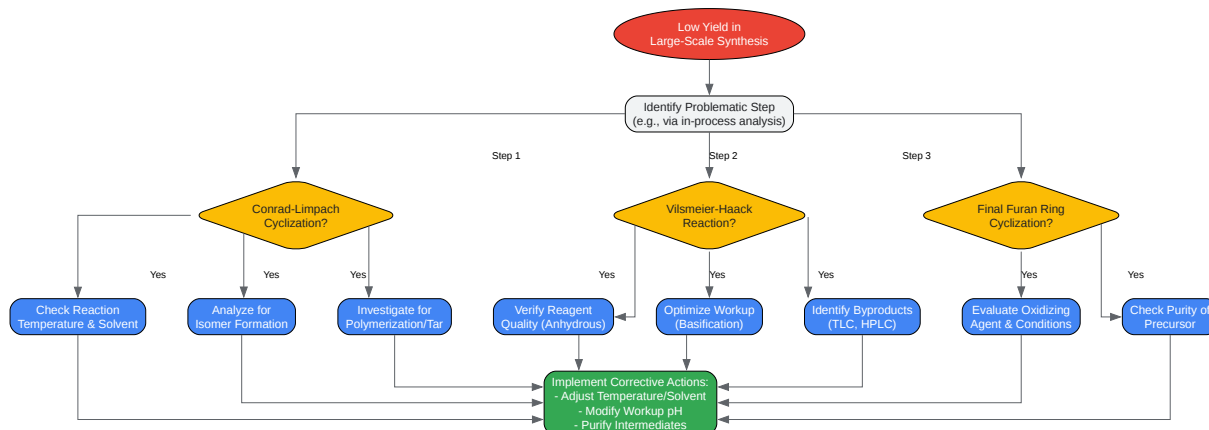 Low Yield in
Large-Scale Synthesis
Identify Problematic Step
(e.g., via in-process analysis)
Step 1
Step 2
Step 3
Conrad-Limpach
Cyclization?
Vilsmeier-Haack
Reaction?
Final Furan Ring
Cyclization?
Yes
Yes
Yes
Yes
Yes
Yes
Yes
Yes
Check Reaction
Temperature & Solvent
Analyze for
Isomer Formation
Investigate for
Polymerization/Tar
Verify Reagent
Quality (Anhydrous)
Optimize Workup
(Basification)
Identify Byproducts
(TLC, HPLC)
Evaluate Oxidizing
Agent & Conditions
Check Purity of
Precursor
Implement Corrective Actions:
- Adjust Temperature/Solvent
- Modify Workup pH
- Purify Intermediates